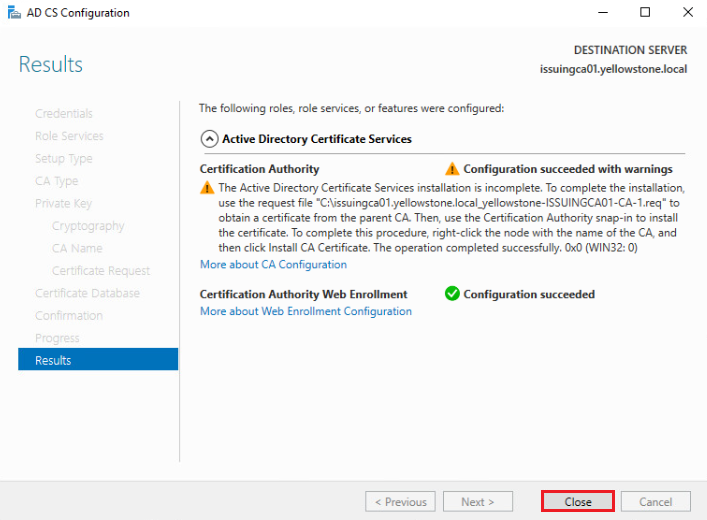 AD CS Configuration
Results
DESTINATION SERVER
issuingca01.yellowstone.local
Credentials
Role Services
Setup Type
CA Type
Private Key
Cryptography
CA Name
Certificate Request
Certificate Database
Confirmation
Progress
Results
The following roles, role services, or features were configured:
Active Directory Certificate Services
Certification Authority
Configuration succeeded with warnings
The Active Directory Certificate Services installation is incomplete. To complete the installation,
use the request file "C:\issuingca01.yellowstone.local_yellowstone-ISSUINGCA01-CA-1.req" to
obtain a certificate from the parent CA. Then, use the Certification Authority snap-in to install
the certificate. To complete this procedure, right-click the node with the name of the CA, and
then click Install CA Certificate. The operation completed successfully. 0x0 (WIN32: 0)
More about CA Configuration
Certification Authority Web Enrollment
Configuration succeeded
More about Web Enrollment Configuration
< Previous
Next >
Close
Cancel